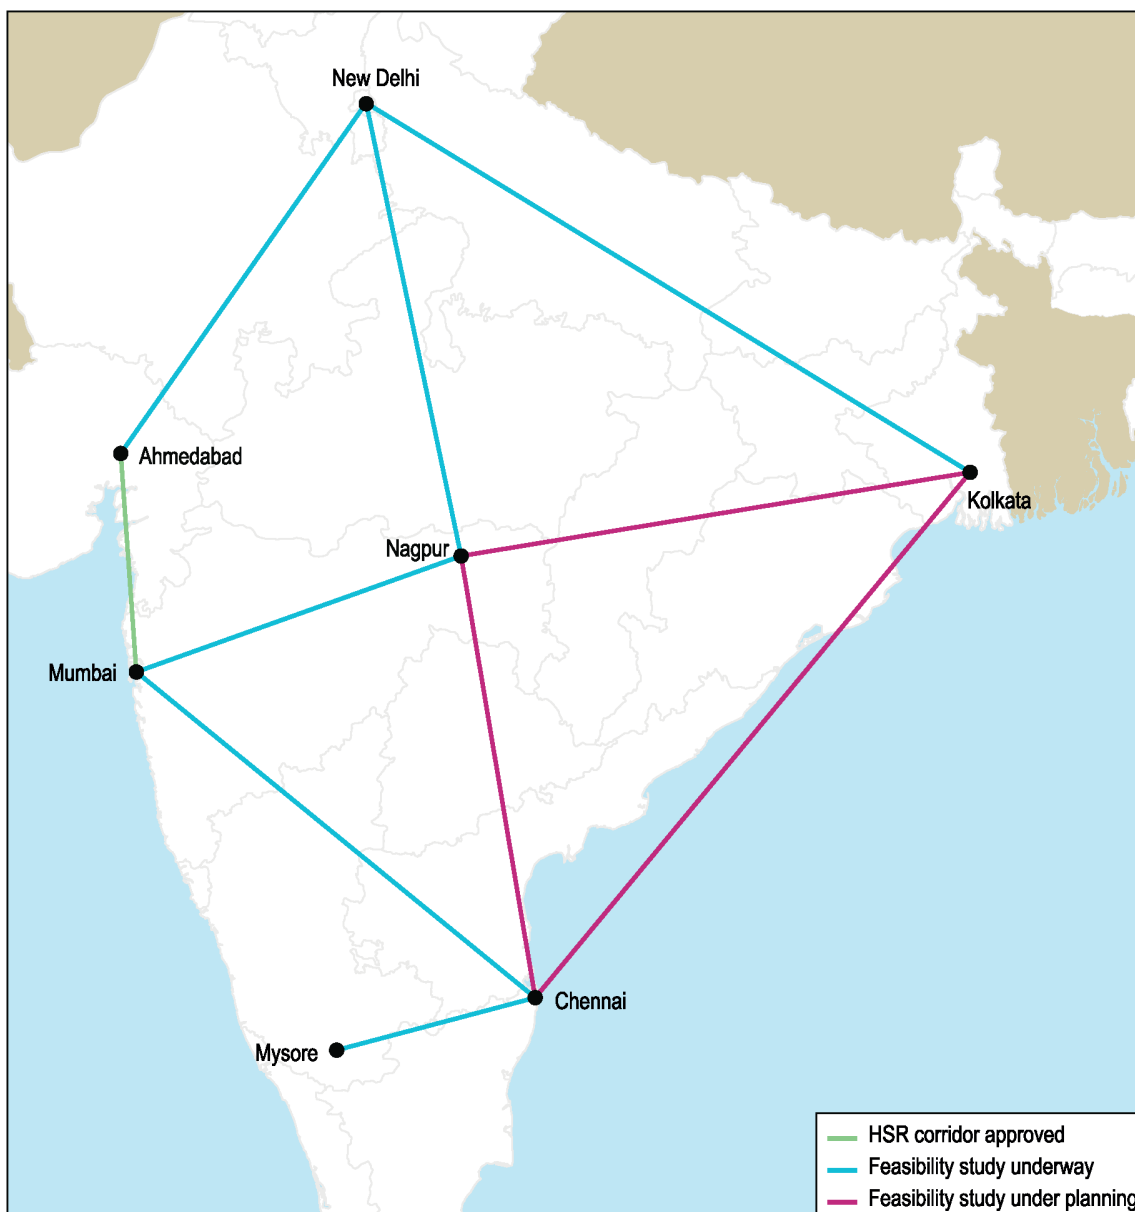 New Delhi
Ahmedabad
Kolkata
Nagpur
Mumbai
Chennai
Mysore
HSR corridor approved
Feasibility study underway
Feasibility study under planning